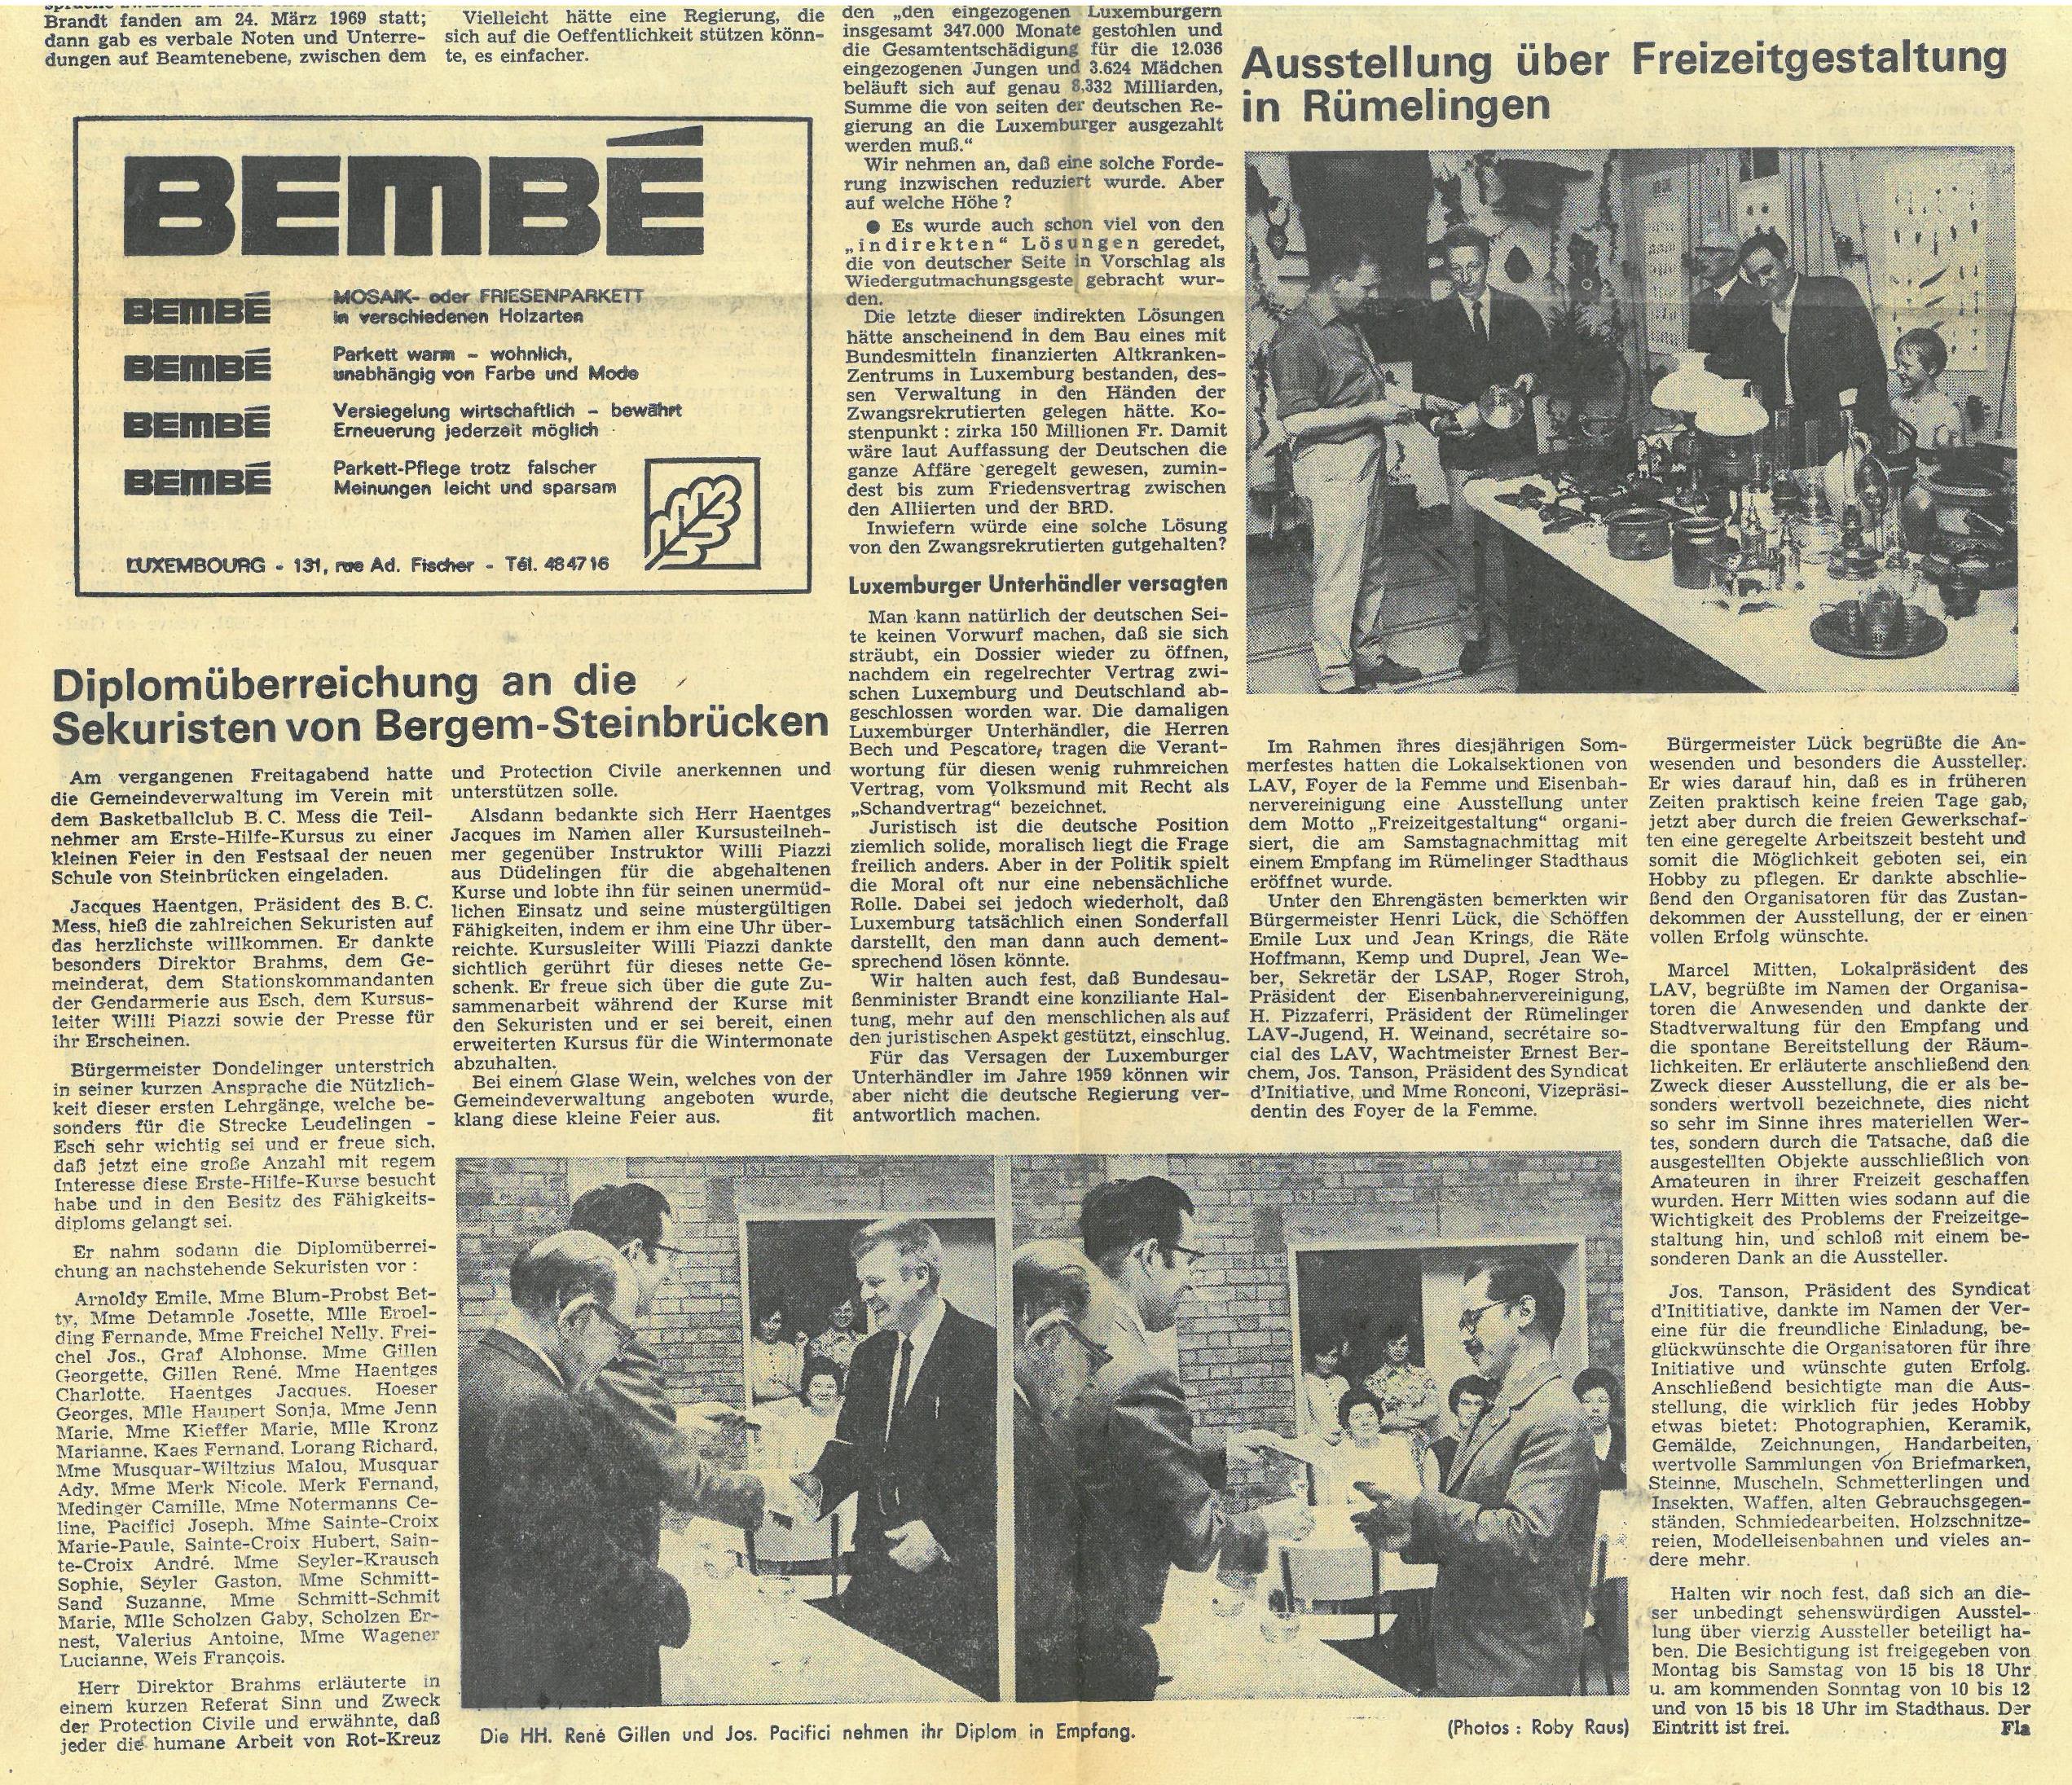 Brandt fanden am 24. März 1969 statt;
dann gab es verbale Noten und Unterre-
dungen auf Beamtenebene, zwischen dem
Vielleicht hätte eine Regierung, die
sich auf die Oeffentlichkeit stützen könn-
te, es einfacher.
BEMBÉ
BEMBÉ MOSAIK- oder FRIESENPARKETT
in verschiedenen Holzarten
BEMBÉ Parkett warm - wohnlich,
unabhängig von Farbe und Mode
BEMBÉ Versiegelung wirtschaftlich - bewährt
Erneuerung jederzeit möglich
BEMBÉ Parkett-Pflege trotz falscher
Meinungen leicht und sparsam
LUXEMBOURG - 131, rue Ad. Fischer - Tél. 484716
Diplomüberreichung an die
Sekuristen von Bergem-Steinbrücken
Am vergangenen Freitagabend hatte
die Gemeindeverwaltung im Verein mit
dem Basketballclub B. C. Mess die Teil-
nehmer am Erste-Hilfe-Kursus zu einer
kleinen Feier in den Festsaal der neuen
Schule von Steinbrücken eingeladen.
Jacques Haentgen, Präsident des B. C.
Mess, hieß die zahlreichen Sekuristen auf
das herzlichste willkommen. Er dankte
besonders Direktor Brahms, dem Ge-
meinderat, dem Stationskommandanten
der Gendarmerie aus Esch, dem Kursus-
leiter Willi Piazzi sowie der Presse für
ihr Erscheinen.
Bürgermeister Dondelinger unterstrich
in seiner kurzen Ansprache die Nützlich-
keit dieser ersten Lehrgänge, welche be-
sonders für die Strecke Leudelingen -
Esch sehr wichtig sei und er freue sich,
daß jetzt eine große Anzahl mit regem
Interesse diese Erste-Hilfe-Kurse besucht
habe und in den Besitz des Fähigkeits-
diploms gelangt sei.
Er nahm sodann die Diplomüberrei-
chung an nachstehende Sekuristen vor :
Arnoldy Emile, Mme Blum-Probst Bet-
ty, Mme Detample Josette, Mlle Erpel-
ding Fernande, Mme Freichel Nelly, Frei-
chel Jos., Graf Alphonse, Mme Gillen
Georgette, Gillen René, Mme Haentges
Charlotte, Haentges Jacques, Hoeser
Georges, Mlle Haupert Sonja, Mme Jenn
Marie, Mme Kieffer Marie, Mlle Kronz
Marianne, Kaes Fernand, Lorang Richard,
Mme Musquar-Wiltzius Malou, Musquar
Ady, Mme Merk Nicole, Merk Fernand,
Medinger Camille, Mme Notermanns Ce-
line, Pacifici Joseph, Mme Sainte-Croix
Marie-Paule, Sainte-Croix Hubert, Sain-
te-Croix André, Mme Seyler-Krausch
Sophie, Seyler Gaston, Mme Schmitt-
Sand Suzanne, Mme Schmitt-Schmit
Marie, Mlle Scholzen Gaby, Scholzen Er-
nest, Valerius Antoine, Mme Wagener
Lucianne, Weis François.
Herr Direktor Brahms erläuterte in
einem kurzen Referat Sinn und Zweck
der Protection Civile und erwähnte, daß
jeder die humane Arbeit von Rot-Kreuz
und Protection Civile anerkennen und
unterstützen solle.
Alsdann bedankte sich Herr Haentges
Jacques im Namen aller Kursusteilneh-
mer gegenüber Instruktor Willi Piazzi
aus Düdelingen für die abgehaltenen
Kurse und lobte ihn für seinen unermüd-
lichen Einsatz und seine mustergültigen
Fähigkeiten, indem er ihm eine Uhr über-
reichte. Kursusleiter Willi Piazzi dankte
sichtlich gerührt für dieses nette Ge-
schenk. Er freue sich über die gute Zu-
sammenarbeit während der Kurse mit
den Sekuristen und er sei bereit, einen
erweiterten Kursus für die Wintermonate
abzuhalten.
Bei einem Glase Wein, welches von der
Gemeindeverwaltung angeboten wurde,
klang diese kleine Feier aus. fit
den „den eingezogenen Luxemburgern
insgesamt 347.000 Monate gestohlen und
die Gesamtentschädigung für die 12.036
eingezogenen Jungen und 3.624 Mädchen
beläuft sich auf genau 8,332 Milliarden,
Summe die von seiten der deutschen Re-
gierung an die Luxemburger ausgezahlt
werden muß.“
Wir nehmen an, daß eine solche Forde-
rung inzwischen reduziert wurde. Aber
auf welche Höhe ?
● Es wurde auch schon viel von den
„indirekten“ Lösungen geredet,
die von deutscher Seite in Vorschlag als
Wiedergutmachungsgeste gebracht wur-
den.
Die letzte dieser indirekten Lösungen
hätte anscheinend in dem Bau eines mit
Bundesmitteln finanzierten Altkranken-
Zentrums in Luxemburg bestanden, des-
sen Verwaltung in den Händen der
Zwangsrekrutierten gelegen hätte. Ko-
stenpunkt : zirka 150 Millionen Fr. Damit
wäre laut Auffassung der Deutschen die
ganze Affäre geregelt gewesen, zumin-
dest bis zum Friedensvertrag zwischen
den Alliierten und der BRD.
Inwiefern würde eine solche Lösung
von den Zwangsrekrutierten gutgehalten?
Luxemburger Unterhändler versagten
Man kann natürlich der deutschen Sei-
te keinen Vorwurf machen, daß sie sich
sträubt, ein Dossier wieder zu öffnen,
nachdem ein regelrechter Vertrag zwi-
schen Luxemburg und Deutschland ab-
geschlossen worden war. Die damaligen
Luxemburger Unterhändler, die Herren
Bech und Pescatore, tragen die Verant-
wortung für diesen wenig ruhmreichen
Vertrag, vom Volksmund mit Recht als
„Schandvertrag“ bezeichnet.
Juristisch ist die deutsche Position
ziemlich solide, moralisch liegt die Frage
freilich anders. Aber in der Politik spielt
die Moral oft nur eine nebensächliche
Rolle. Dabei sei jedoch wiederholt, daß
Luxemburg tatsächlich einen Sonderfall
darstellt, den man dann auch dement-
sprechend lösen könnte.
Wir halten auch fest, daß Bundesau-
ßenminister Brandt eine konziliante Hal-
tung, mehr auf den menschlichen als auf
den juristischen Aspekt gestützt, einschlug.
Für das Versagen der Luxemburger
Unterhändler im Jahre 1959 können wir
aber nicht die deutsche Regierung ver-
antwortlich machen.
Ausstellung über Freizeitgestaltung
in Rümelingen
Im Rahmen ihres diesjährigen Som-
merfestes hatten die Lokalsektionen von
LAV, Foyer de la Femme und Eisenbah-
nervereinigung eine Ausstellung unter
dem Motto „Freizeitgestaltung“ organi-
siert, die am Samstagnachmittag mit
einem Empfang im Rümelinger Stadthaus
eröffnet wurde.
Unter den Ehrengästen bemerkten wir
Bürgermeister Henri Lück, die Schöffen
Emile Lux und Jean Krings, die Räte
Hoffmann, Kemp und Duprel, Jean We-
ber, Sekretär der LSAP, Roger Stroh,
Präsident der Eisenbahnervereinigung,
H. Pizzaferri, Präsident der Rümelinger
LAV-Jugend, H. Weinand, secrétaire so-
cial des LAV, Wachtmeister Ernest Ber-
chem, Jos. Tanson, Präsident des Syndicat
d'Initiative, und Mme Ronconi, Vizepräsi-
dentin des Foyer de la Femme.
Bürgermeister Lück begrüßte die An-
wesenden und besonders die Aussteller.
Er wies darauf hin, daß es in früheren
Zeiten praktisch keine freien Tage gab,
jetzt aber durch die freien Gewerkschaf-
ten eine geregelte Arbeitszeit besteht und
somit die Möglichkeit geboten sei, ein
Hobby zu pflegen. Er dankte abschlie-
ßend den Organisatoren für das Zustan-
dekommen der Ausstellung, der er einen
vollen Erfolg wünschte.
Marcel Mitten, Lokalpräsident des
LAV, begrüßte im Namen der Organisa-
toren die Anwesenden und dankte der
Stadtverwaltung für den Empfang und
die spontane Bereitstellung der Räum-
lichkeiten. Er erläuterte anschließend den
Zweck dieser Ausstellung, die er als be-
sonders wertvoll bezeichnete, dies nicht
so sehr im Sinne ihres materiellen Wer-
tes, sondern durch die Tatsache, daß die
ausgestellten Objekte ausschließlich von
Amateuren in ihrer Freizeit geschaffen
wurden. Herr Mitten wies sodann auf die
Wichtigkeit des Problems der Freizeitge-
staltung hin, und schloß mit einem be-
sonderen Dank an die Aussteller.
Jos. Tanson, Präsident des Syndicat
d'Inititiative, dankte im Namen der Ver-
eine für die freundliche Einladung, be-
glückwünschte die Organisatoren für ihre
Initiative und wünschte guten Erfolg.
Anschließend besichtigte man die Aus-
stellung, die wirklich für jedes Hobby
etwas bietet: Photographien, Keramik,
Gemälde, Zeichnungen, Handarbeiten,
wertvolle Sammlungen von Briefmarken,
Steinne, Muscheln, Schmetterlingen und
Insekten, Waffen, alten Gebrauchsgegen-
ständen, Schmiedearbeiten, Holzschnitze-
reien, Modelleisenbahnen und vieles an-
dere mehr.
Halten wir noch fest, daß sich an die-
ser unbedingt sehenswürdigen Ausstel-
lung über vierzig Aussteller beteiligt ha-
ben. Die Besichtigung ist freigegeben von
Montag bis Samstag von 15 bis 18 Uhr
u. am kommenden Sonntag von 10 bis 12
und von 15 bis 18 Uhr im Stadthaus. Der
Eintritt ist frei. Fla
Die HH. René Gillen und Jos. Pacifici nehmen ihr Diplom in Empfang.
(Photos : Roby Raus)